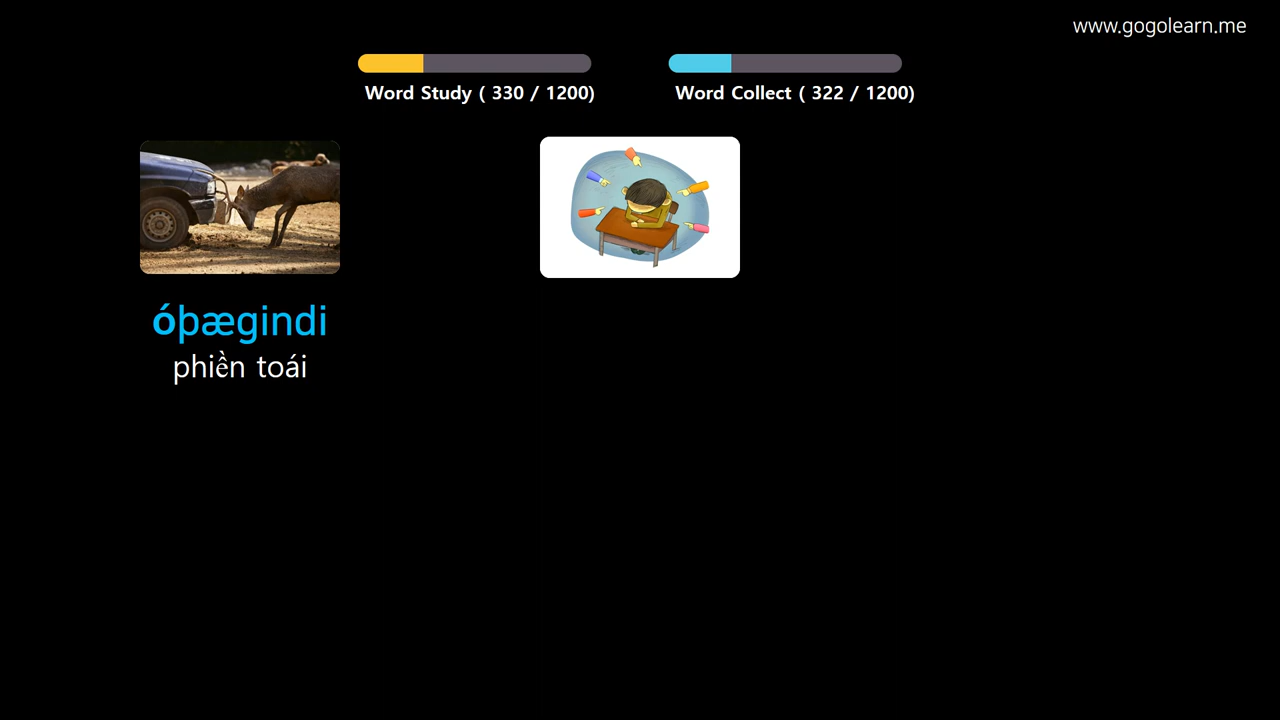 www.gogolearn.me
Word Study ( 330 / 1200)
Word Collect ( 322 / 1200)
óþægindi
phiền toái